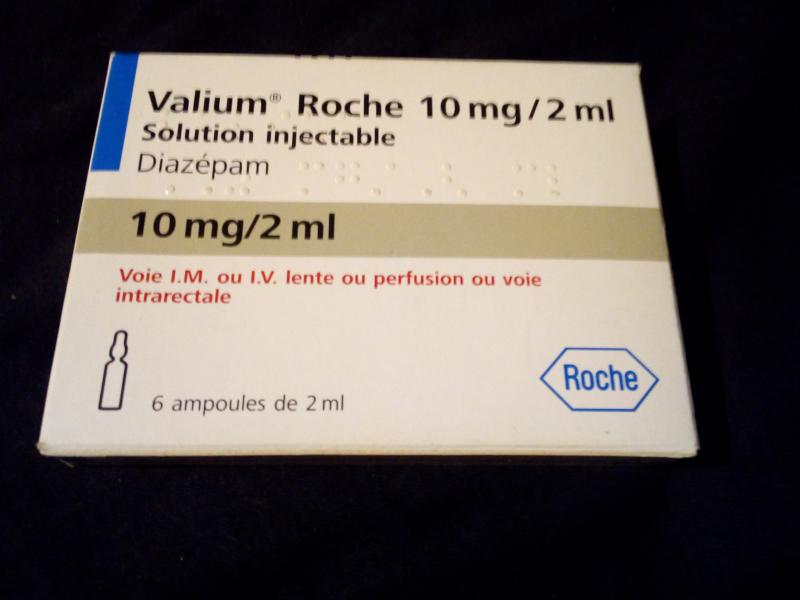 Valium® Roche 10 mg/2 ml
Solution injectable
Diazépam
10 mg/2 ml
Voie I.M. ou I.V. lente ou perfusion ou voie
intrarectale
6 ampoules de 2 ml
Roche